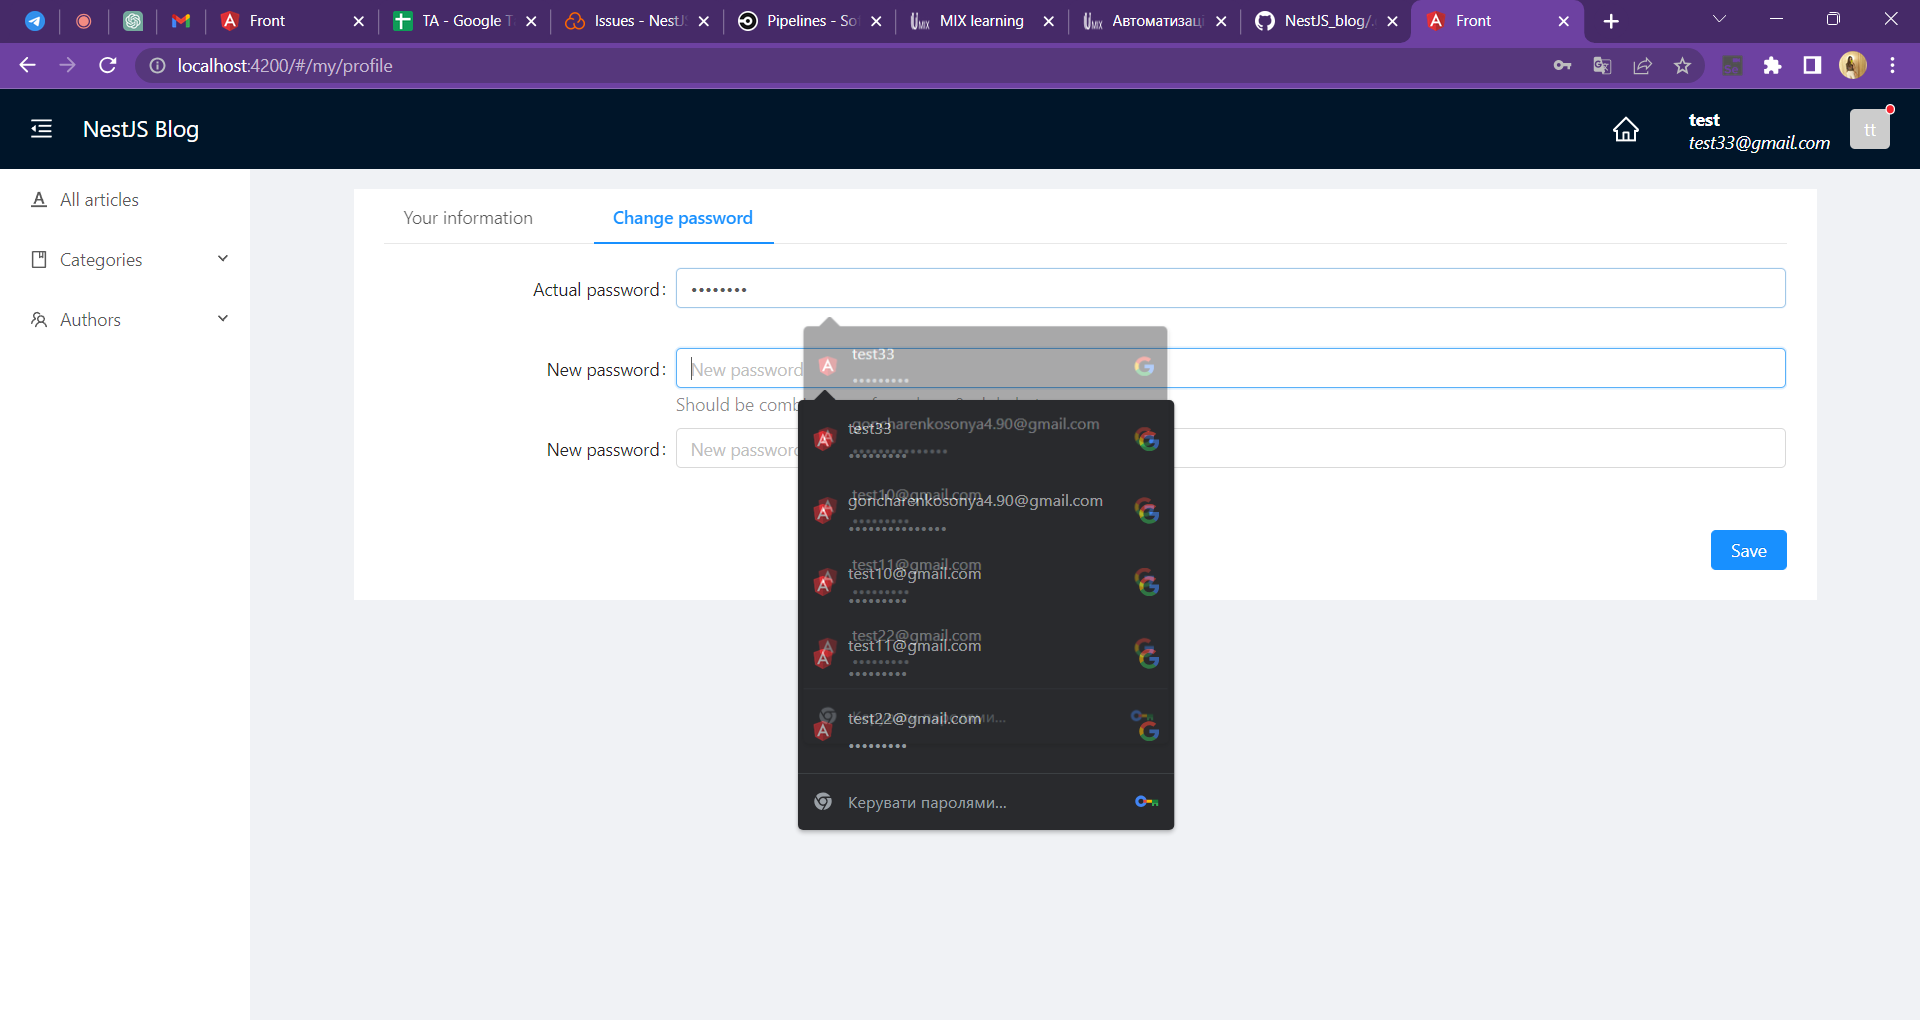 Front
TA - Google T
Issues - NestJ
Pipelines - So
MIX learning
Автоматизаці
NestJS_blog/.
Front
localhost:4200/#/my/profile
NestJS Blog
test
test33@gmail.com
tt
All articles
Categories
Authors
Your information
Change password
Actual password:
••••••••
New password:
New password
test33
•••••••••
Should be comb
New password:
New password
goncharenkosonya4.90@gmail.com
test33
•••••••••
test10@gmail.com
goncharenkosonya4.90@gmail.com
•••••••••••••••
test11@gmail.com
test10@gmail.com
•••••••••
test22@gmail.com
test11@gmail.com
•••••••••
test22@gmail.com
•••••••••
Керувати паролями...
Save